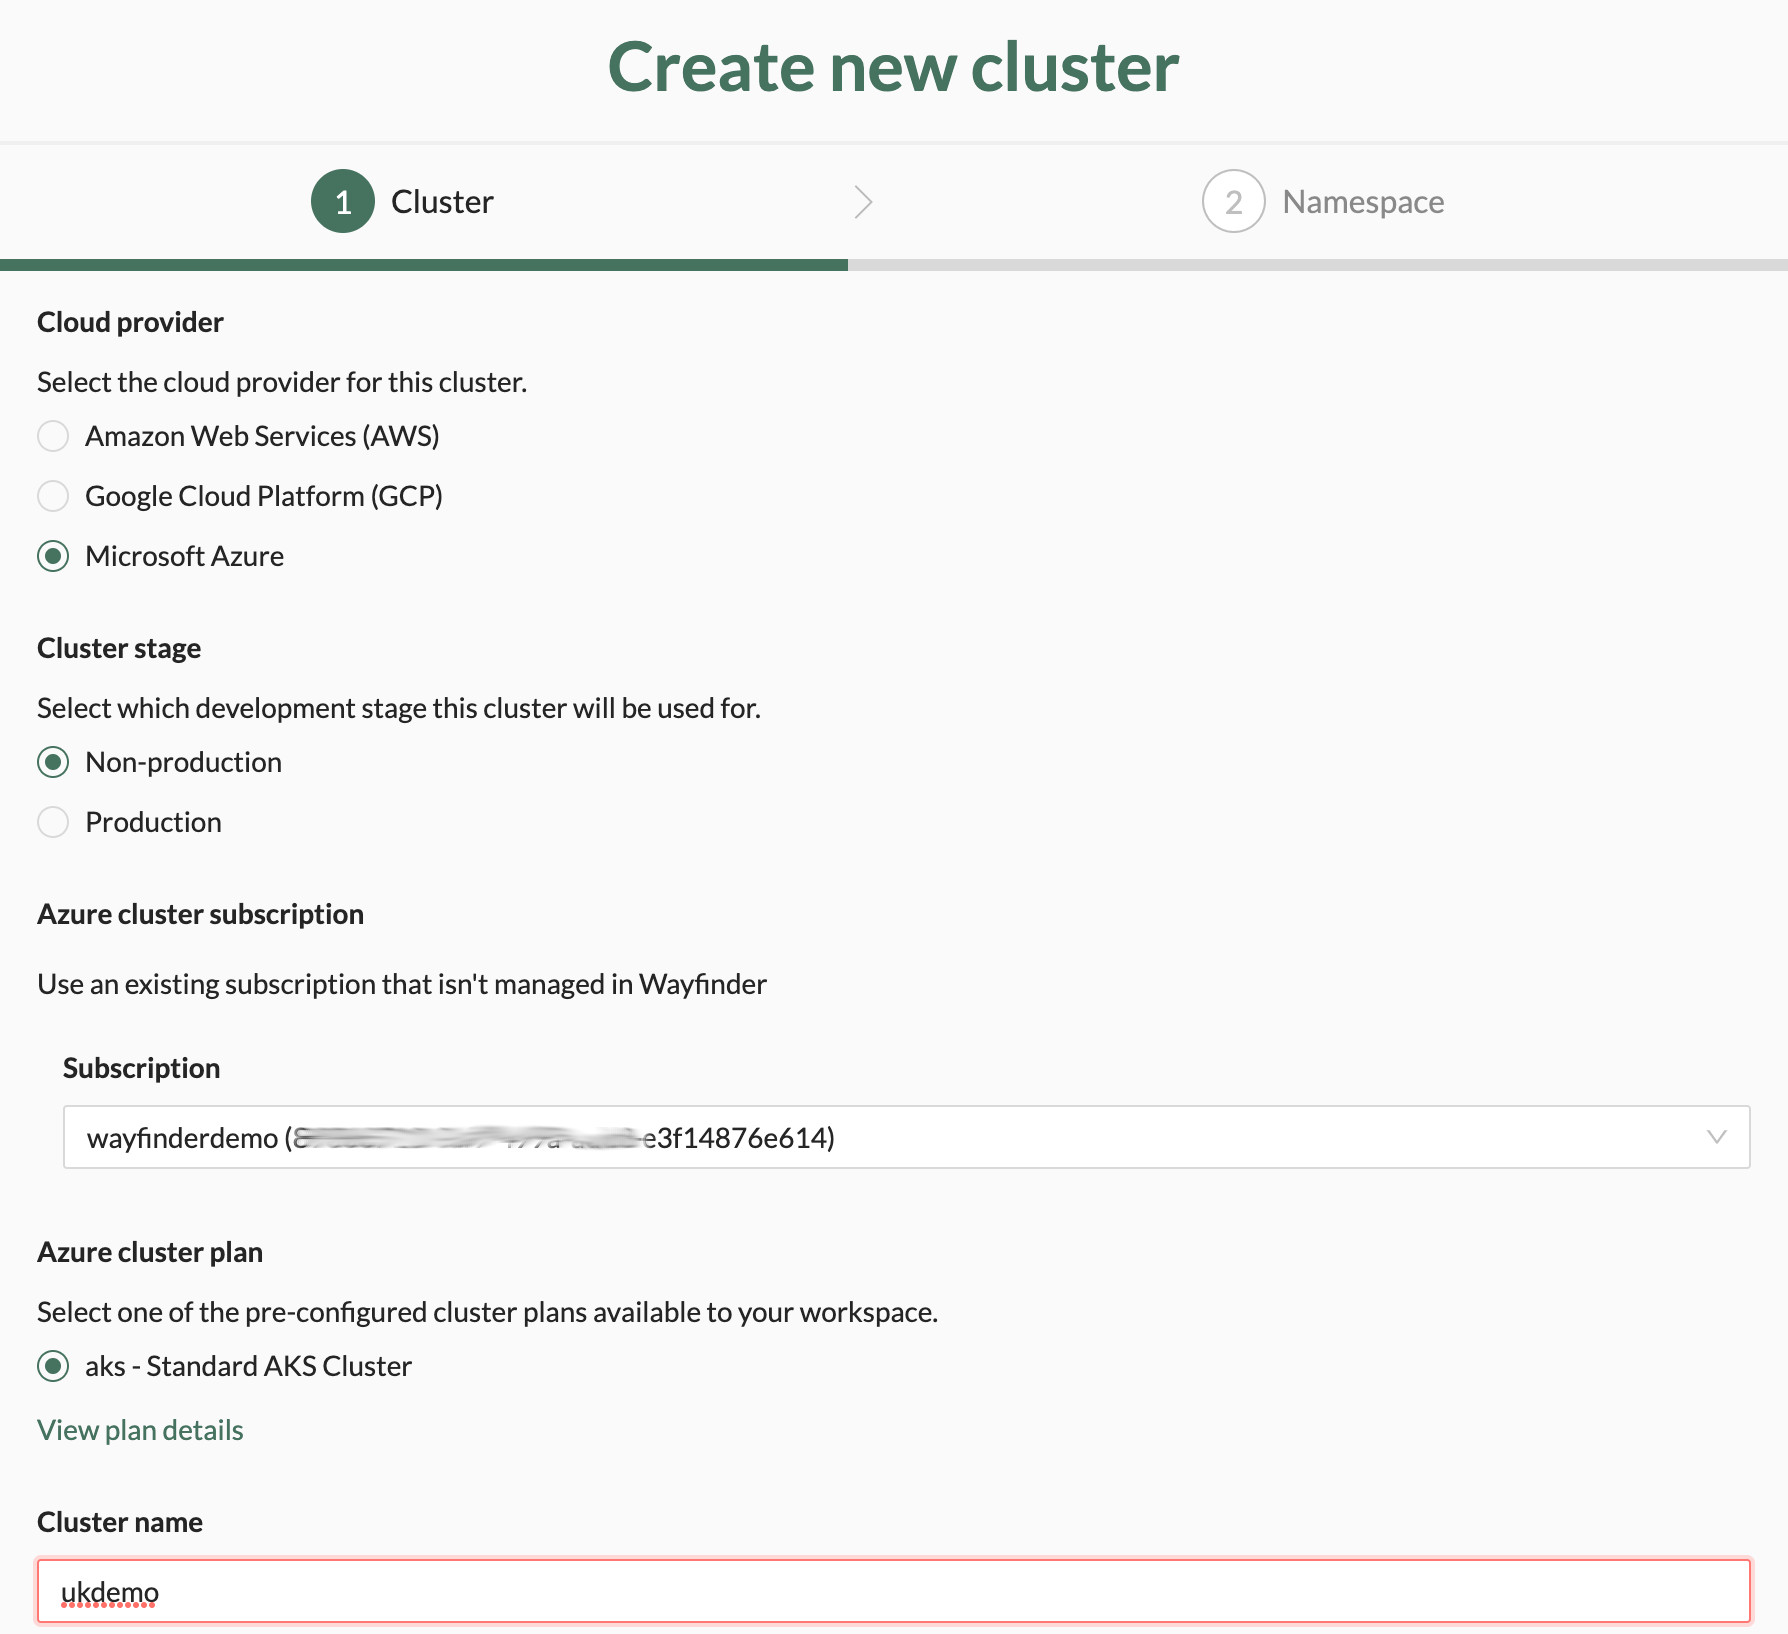 Create new cluster
1 Cluster
2 Namespace
Cloud provider
Select the cloud provider for this cluster.
Amazon Web Services (AWS)
Google Cloud Platform (GCP)
Microsoft Azure
Cluster stage
Select which development stage this cluster will be used for.
Non-production
Production
Azure cluster subscription
Use an existing subscription that isn't managed in Wayfinder
Subscription
wayfinderdemo ( e3f14876e614)
Azure cluster plan
Select one of the pre-configured cluster plans available to your workspace.
aks - Standard AKS Cluster
View plan details
Cluster name
ukdemo